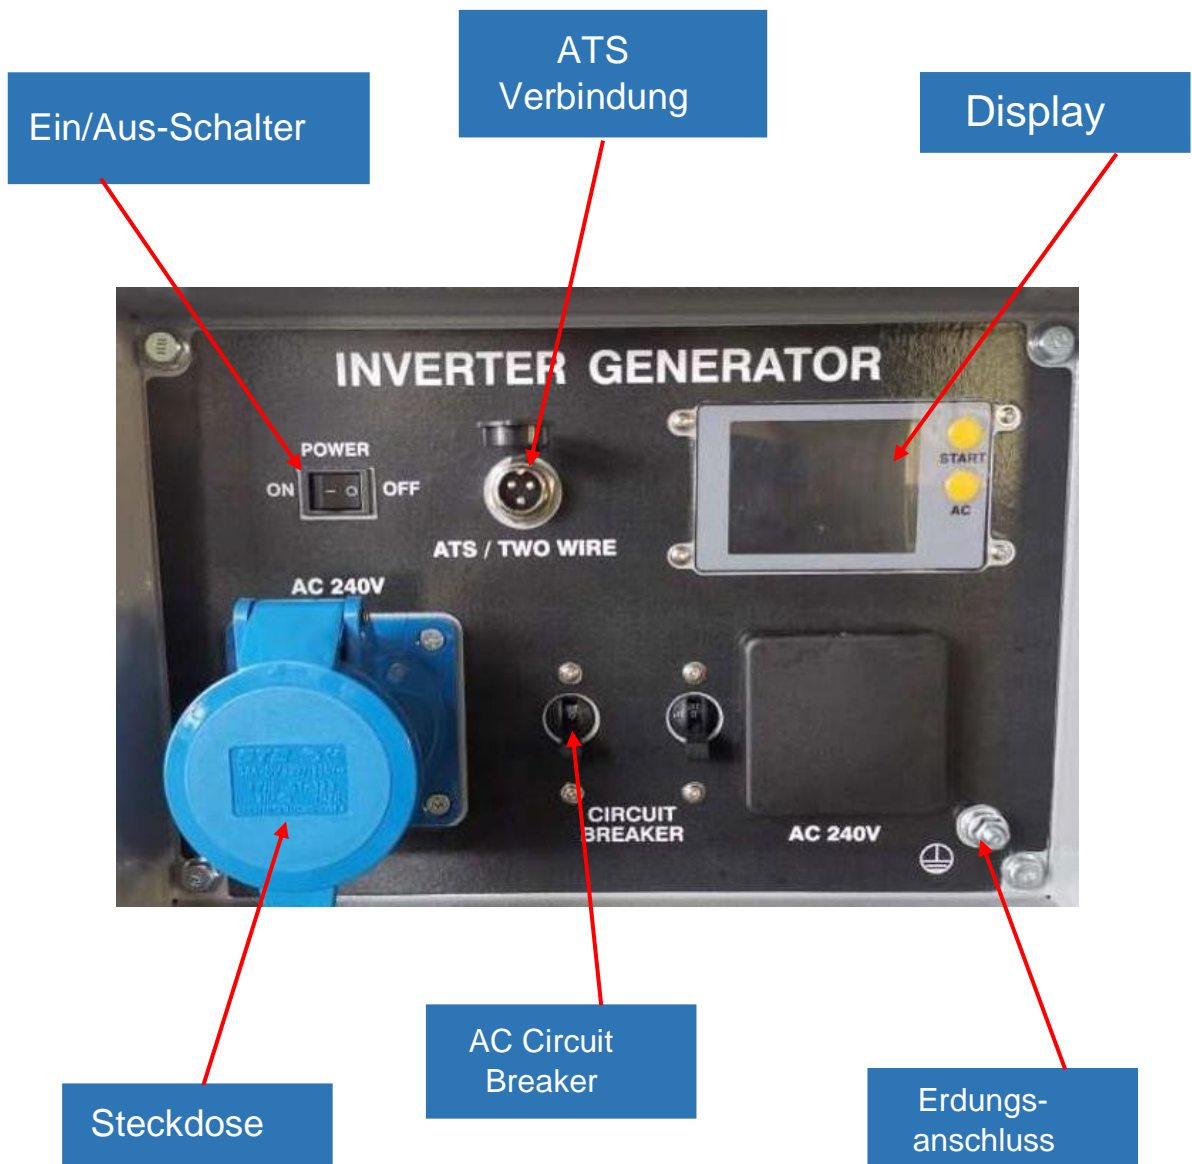 ATS
Verbindung
Ein/Aus-Schalter
Display
INVERTER GENERATOR
POWER
ON
OFF
START
AC
ATS / TWO WIRE
AC 240V
CIRCUIT
BREAKER
AC 240V
AC Circuit
Breaker
Steckdose
Erdungs-
anschluss